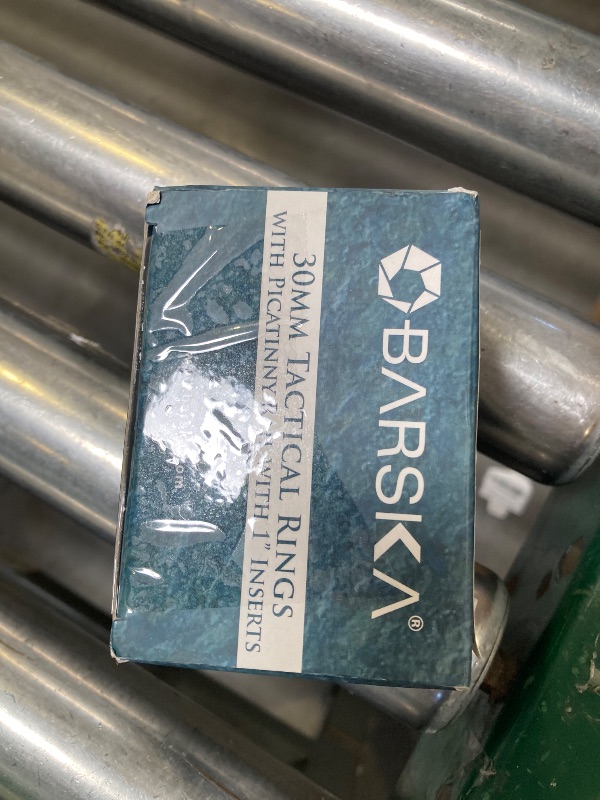 BARSKA®
30MM TACTICAL RINGS
WITH PICATINNY WITH 1" INSERTS